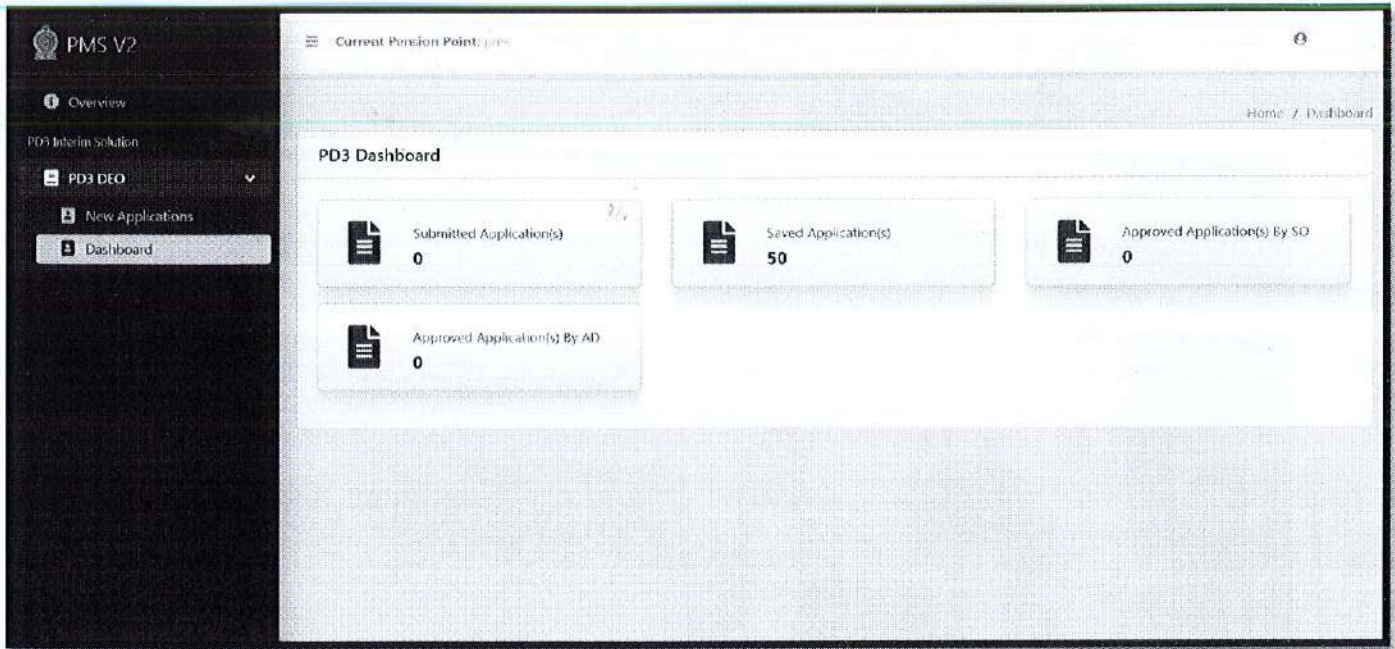 PMS V2
Current Pension Point:
Overview
Home / Dashboard
PD3 Interim Solution
PD3 Dashboard
PD3 DEO
New Applications
Dashboard
Submitted Application(s)
0
Saved Application(s)
50
Approved Application(s) By SO
0
Approved Application(s) By AD
0